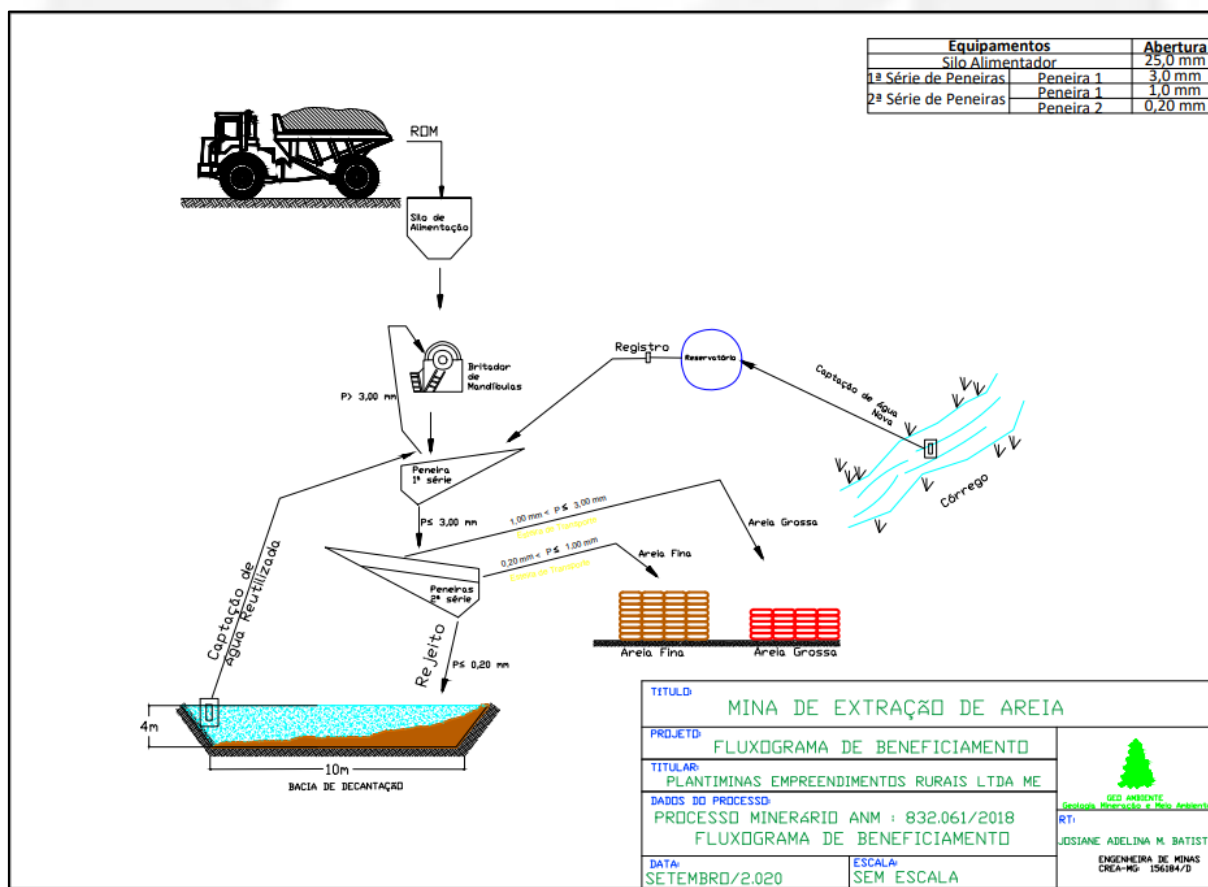 Equipamentos Abertura
Silo Alimentador 25,0 mm
1ª Série de Peneiras Peneira 1 3,0 mm
2ª Série de Peneiras Peneira 1 1,0 mm
Peneira 2 0,20 mm
ROM
Silo de
Alimentação
Britador
de
Mandíbulas
P> 3,00 mm
Registro
Reservatório
Captação de água
Nova
Córrego
Peneira
1ª série
P≤ 3,00 mm
1,00 mm < P ≤ 3,00 mm
Esteira de Transporte
Areia Grossa
0,20 mm < P ≤ 1,00 mm
Esteira de Transporte
Areia Fina
Peneiras
2ª série
Captação de
água Reutilizada
Rejeito
P≤ 0,20 mm
Areia Fina
Areia Grossa
4m
10m
BACIA DE DECANTAÇÃO
TíTULO:
MINA DE EXTRAÇÃO DE AREIA
PROJETO:
FLUXOGRAMA DE BENEFICIAMENTO
TITULAR:
PLANTIMINAS EMPREENDIMENTOS RURAIS LTDA ME
DADOS DO PROCESSO:
PROCESSO MINERáRIO ANM : 832.061/2018
FLUXOGRAMA DE BENEFICIAMENTO
DATA:
SETEMBRO/2.020
ESCALA:
SEM ESCALA
GEO AMBIENTE
Geologia Mineração e Meio Ambient
RT:
JOSIANE ADELINA M. BATIST
ENGENHEIRA DE MINAS
CREA-MG: 156184/D